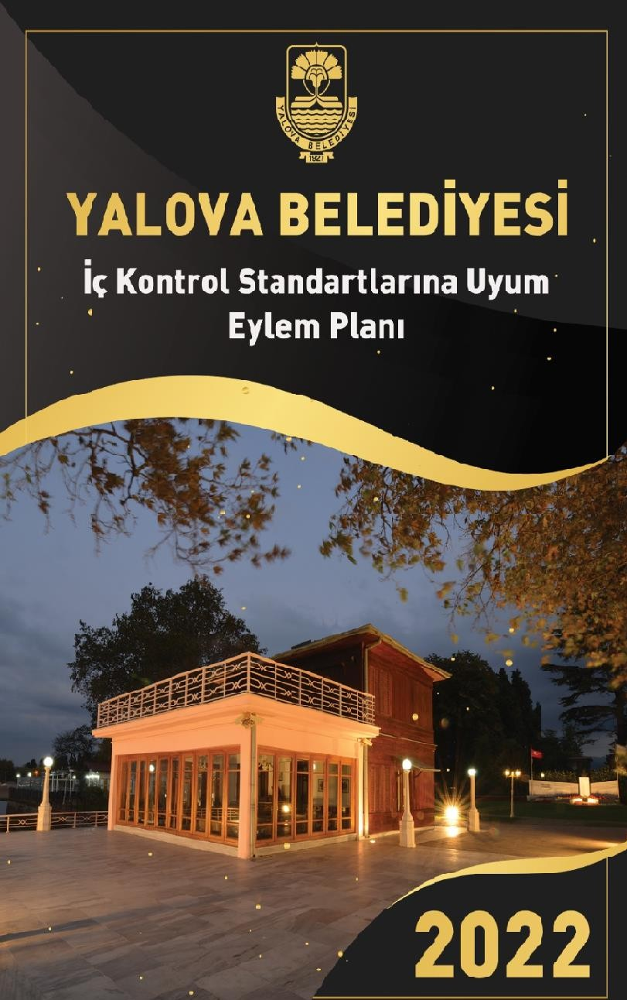 YALOVA BELEDİYESİ
1927
YALOVA BELEDİYESİ
İç Kontrol Standartlarına Uyum
Eylem Planı
2022